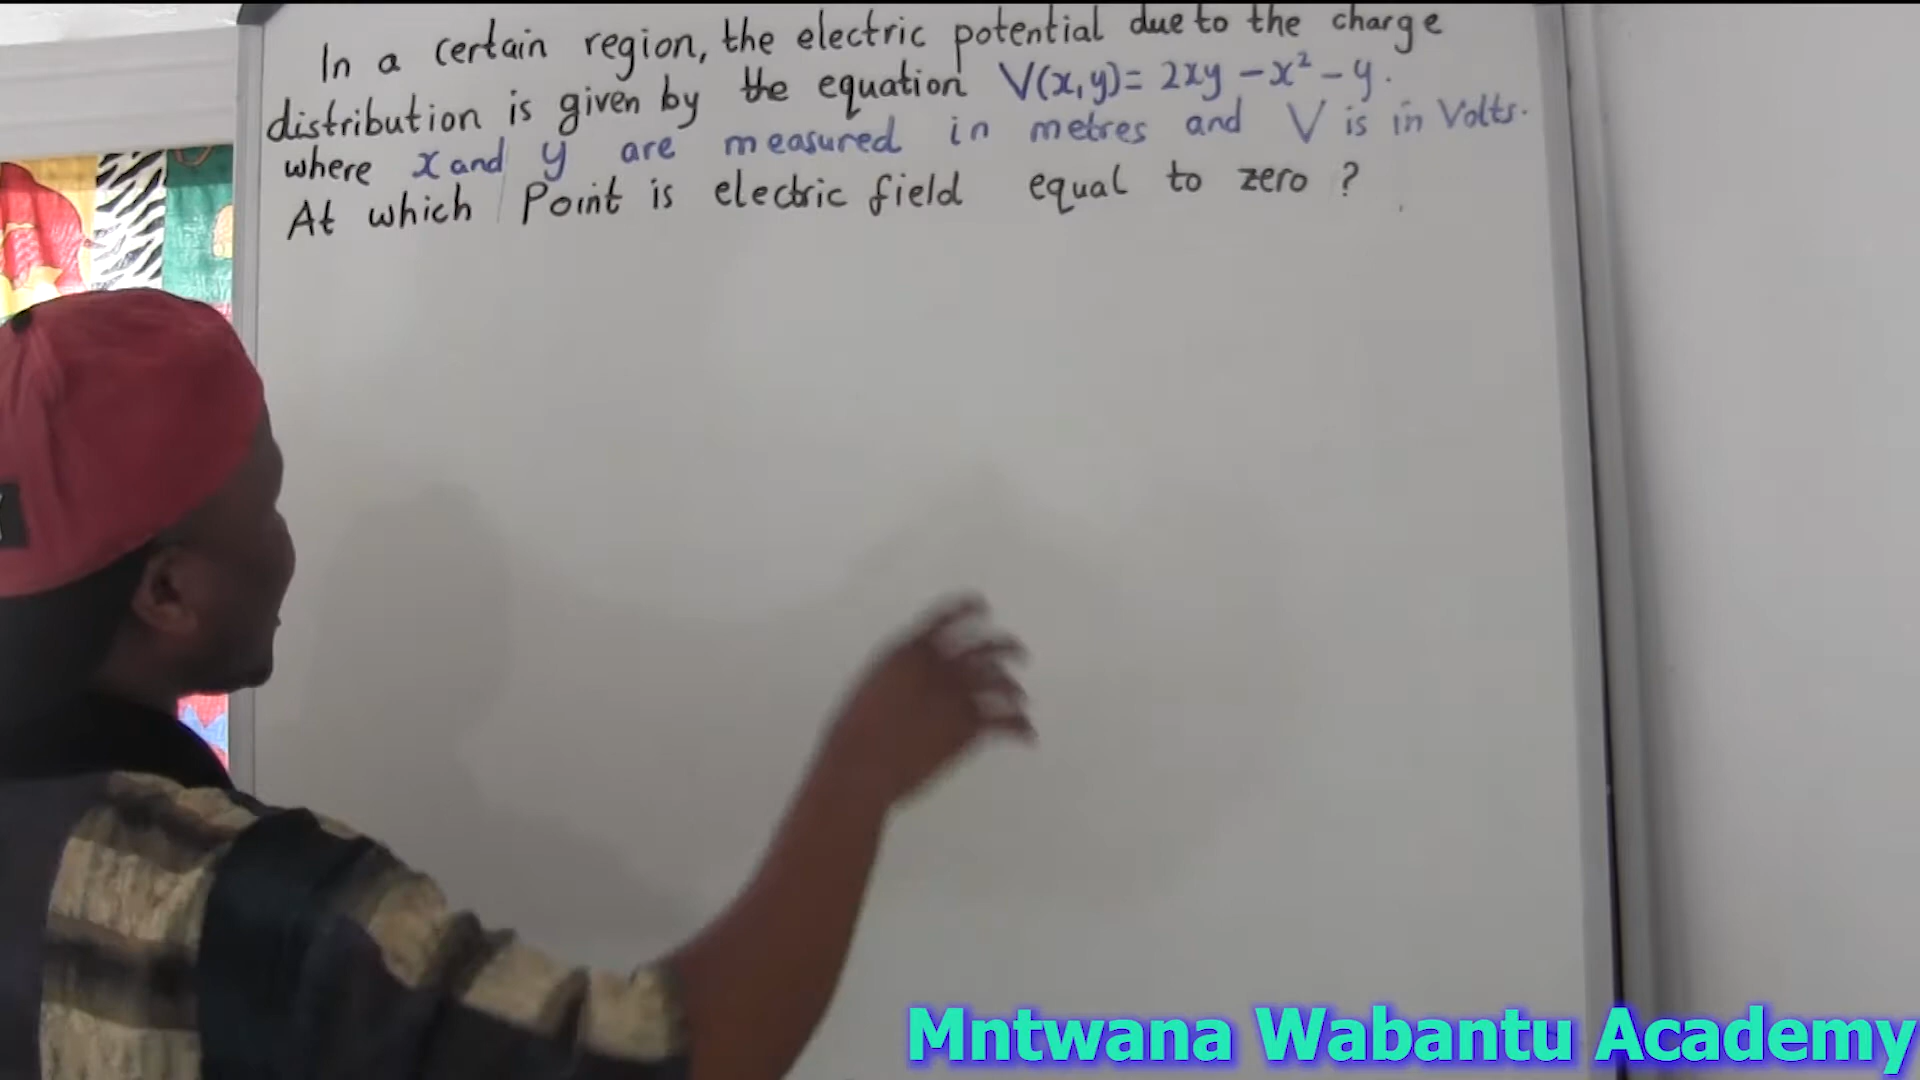 In a certain region, the electric potential due to the charge
distribution is given by the equation V(x,y)= 2xy - x² - y.
where x and y are measured in metres and V is in Volts.
At which Point is electric field equal to zero ?
Mntwana Wabantu Academy